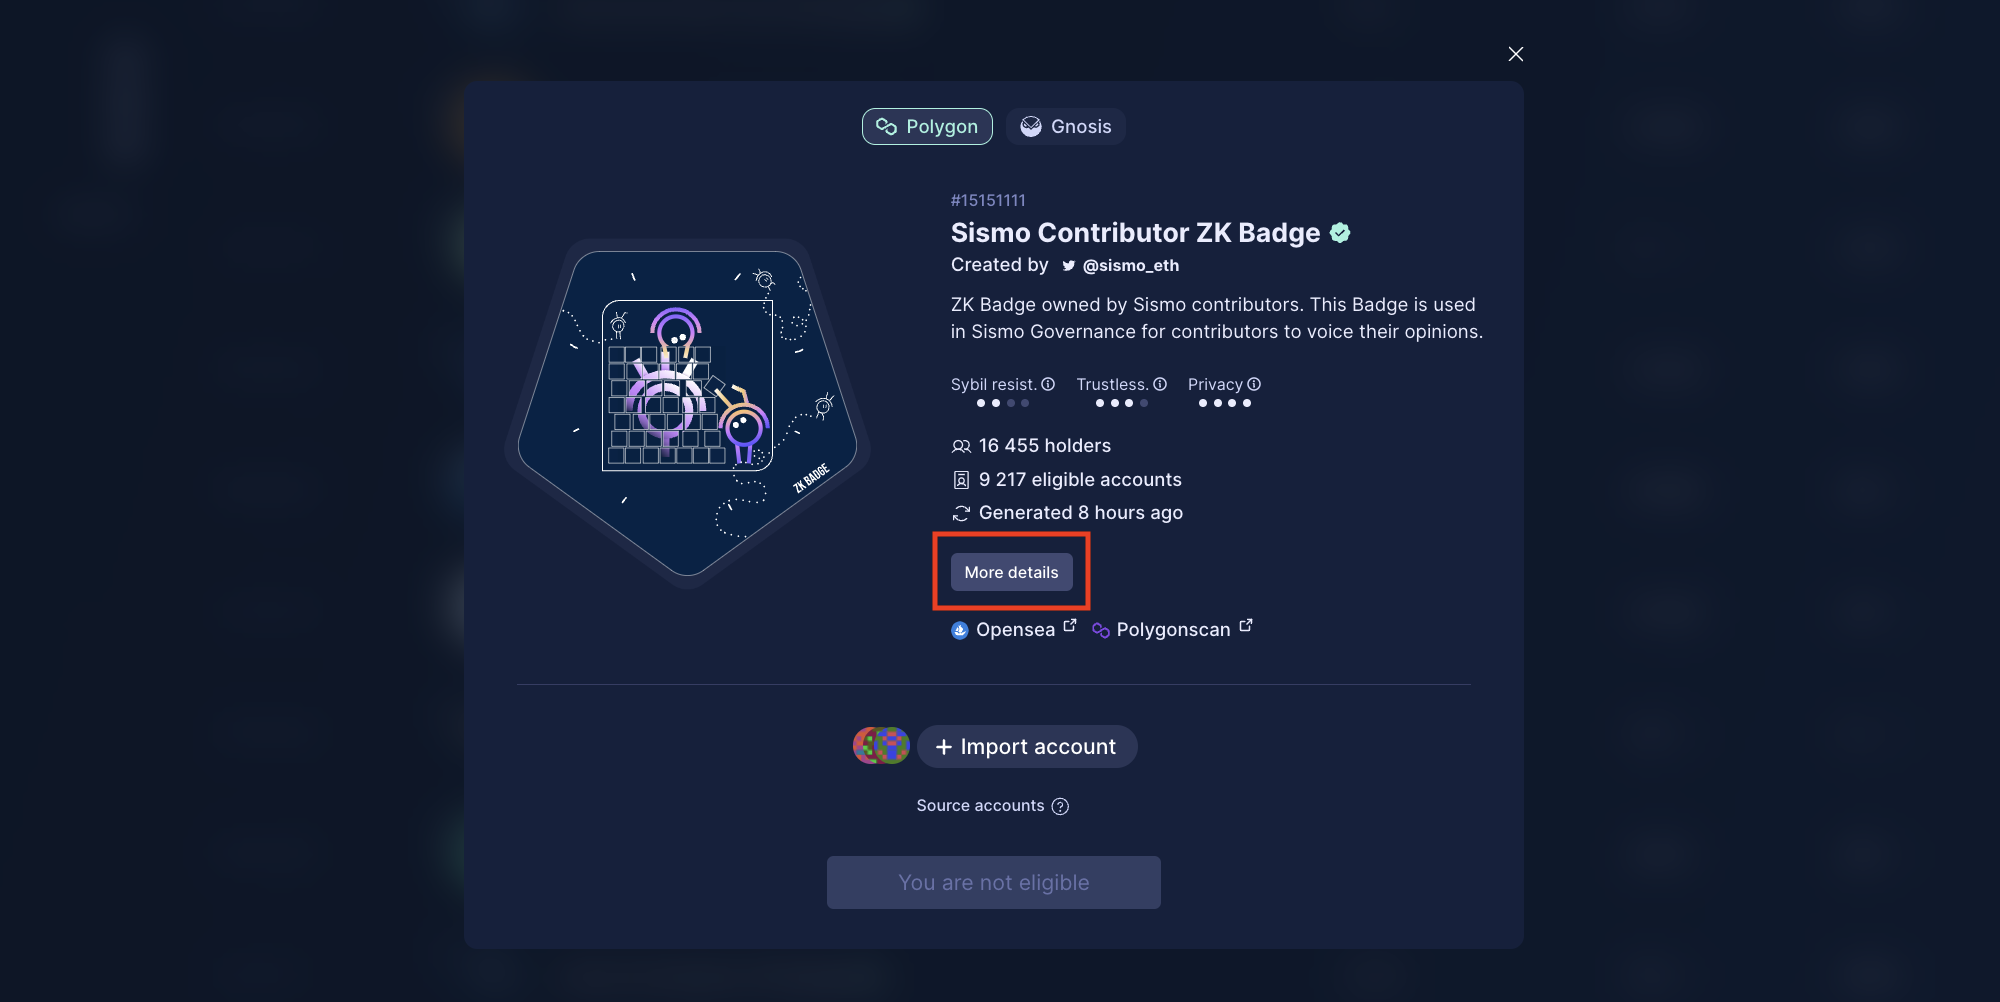 Polygon
Gnosis
#15151111
Sismo Contributor ZK Badge
Created by @sismo_eth
ZK Badge owned by Sismo contributors. This Badge is used
in Sismo Governance for contributors to voice their opinions.
Sybil resist. Trustless. Privacy
16 455 holders
9 217 eligible accounts
Generated 8 hours ago
More details
Opensea Polygonscan
ZK BADGE
+ Import account
Source accounts
You are not eligible